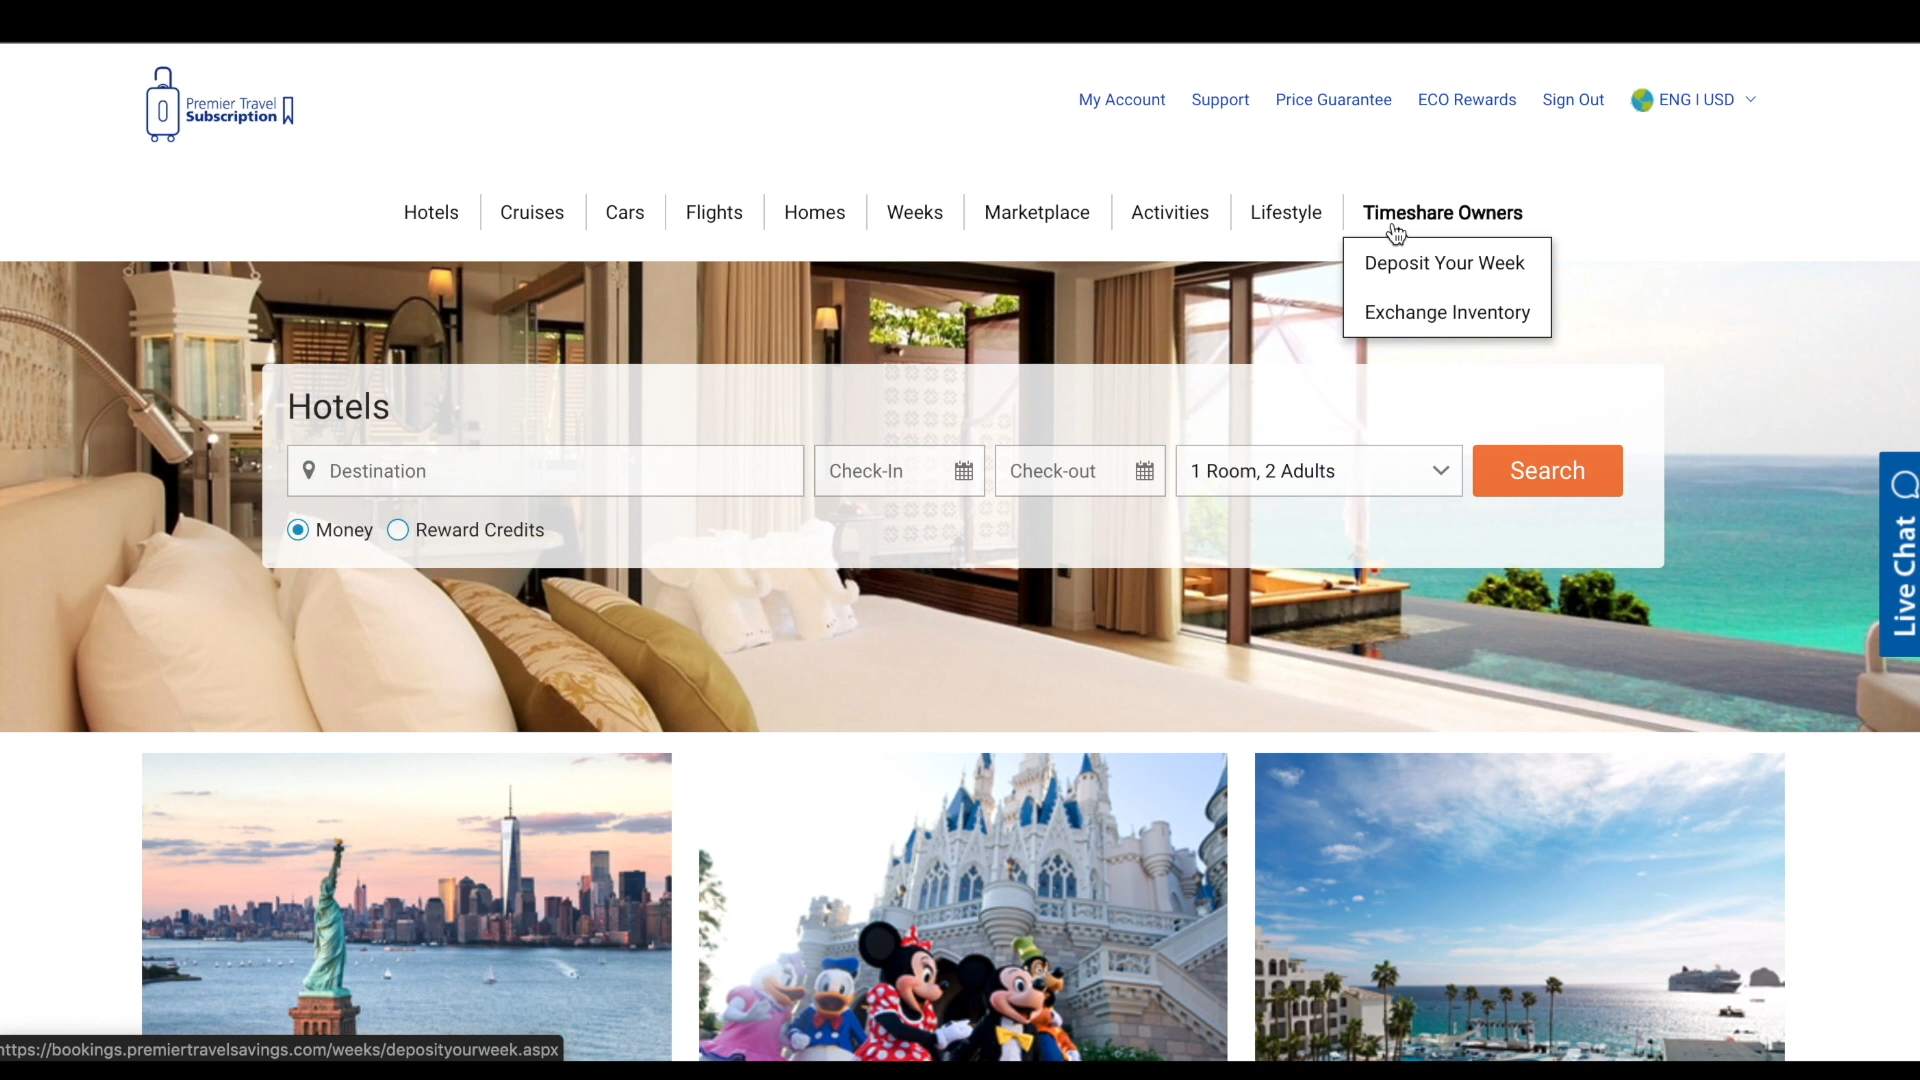 Premier Travel
Subscription
My Account
Support
Price Guarantee
ECO Rewards
Sign Out
ENG I USD
Hotels
Cruises
Cars
Flights
Homes
Weeks
Marketplace
Activities
Lifestyle
Timeshare Owners
Deposit Your Week
Exchange Inventory
Hotels
Destination
Check-In
Check-out
1 Room, 2 Adults
Search
Money
Reward Credits
Live Chat
https://bookings.premiertravelsavings.com/weeks/deposityourweek.aspx